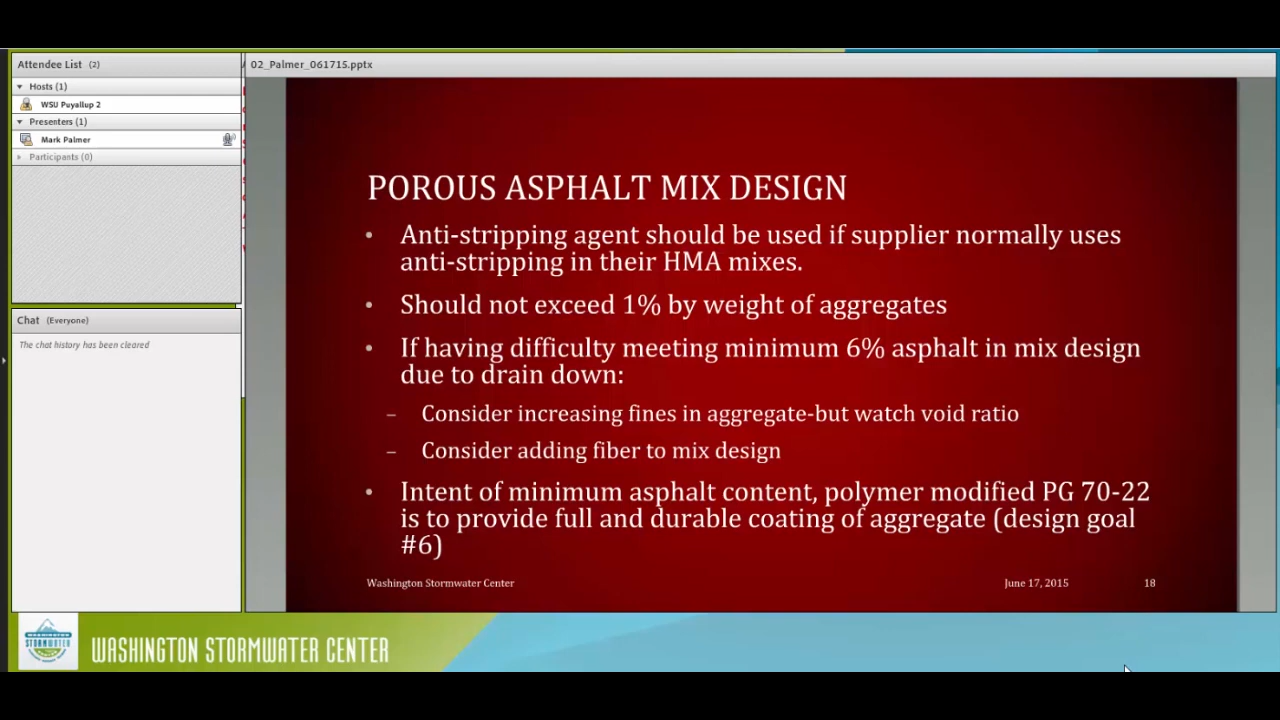 Attendee List (2)
Hosts (1)
WSU Puyallup 2
Presenters (1)
Mark Palmer
Participants (0)
Chat (Everyone)
The chat history has been cleared
02_Palmer_061715.pptx
POROUS ASPHALT MIX DESIGN
• Anti-stripping agent should be used if supplier normally uses
anti-stripping in their HMA mixes.
• Should not exceed 1% by weight of aggregates
• If having difficulty meeting minimum 6% asphalt in mix design
due to drain down:
– Consider increasing fines in aggregate-but watch void ratio
– Consider adding fiber to mix design
• Intent of minimum asphalt content, polymer modified PG 70-22
is to provide full and durable coating of aggregate (design goal
#6)
Washington Stormwater Center June 17, 2015 18
WASHINGTON
STORMWATER
WASHINGTON STORMWATER CENTER